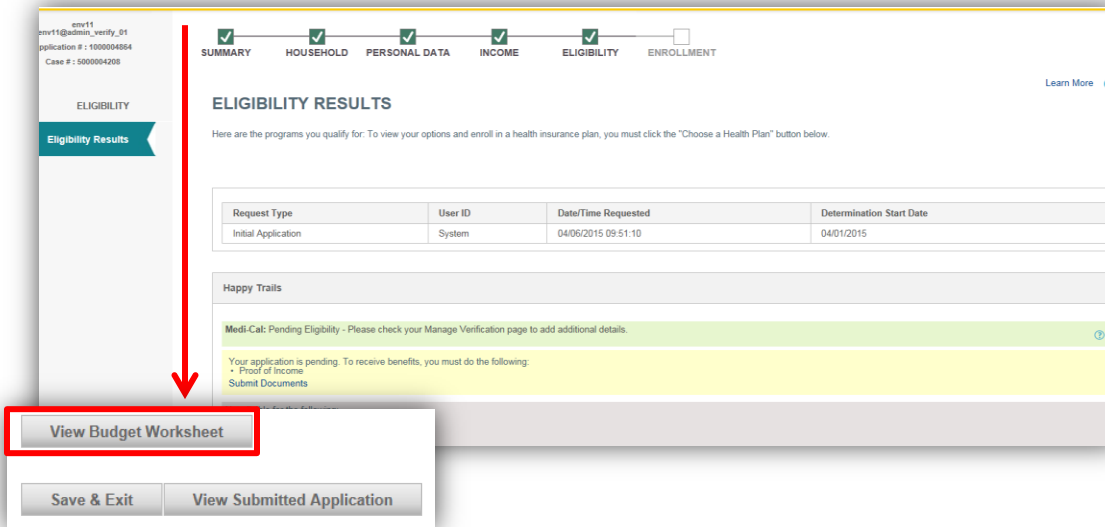 env11
env11@admin_verify_01
pplication # : 1000004864
Case # : 5000004208
SUMMARY HOUSEHOLD PERSONAL DATA INCOME ELIGIBILITY ENROLLMENT
Learn More
ELIGIBILITY
Eligibility Results
ELIGIBILITY RESULTS
Here are the programs you qualify for: To view your options and enroll in a health insurance plan, you must click the "Choose a Health Plan" button below.
Request Type User ID Date/Time Requested Determination Start Date
Initial Application System 04/06/2015 09:51:10 04/01/2015
Happy Trails
Medi-Cal: Pending Eligibility - Please check your Manage Verification page to add additional details.
Your application is pending. To receive benefits, you must do the following:
• Proof of Income
Submit Documents
View Budget Worksheet
Save & Exit View Submitted Application